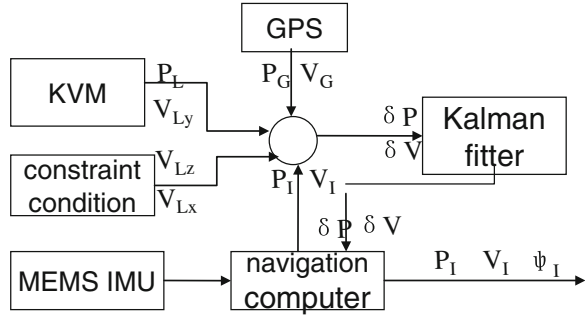 GPS
P_G V_G
KVM
P_L
V_Ly
δ P
δ V
Kalman
fitter
constraint
condition
V_Lz
V_Lx
P_I V_I
δ P δ V
MEMS IMU
navigation
computer
P_I V_I ψ_I